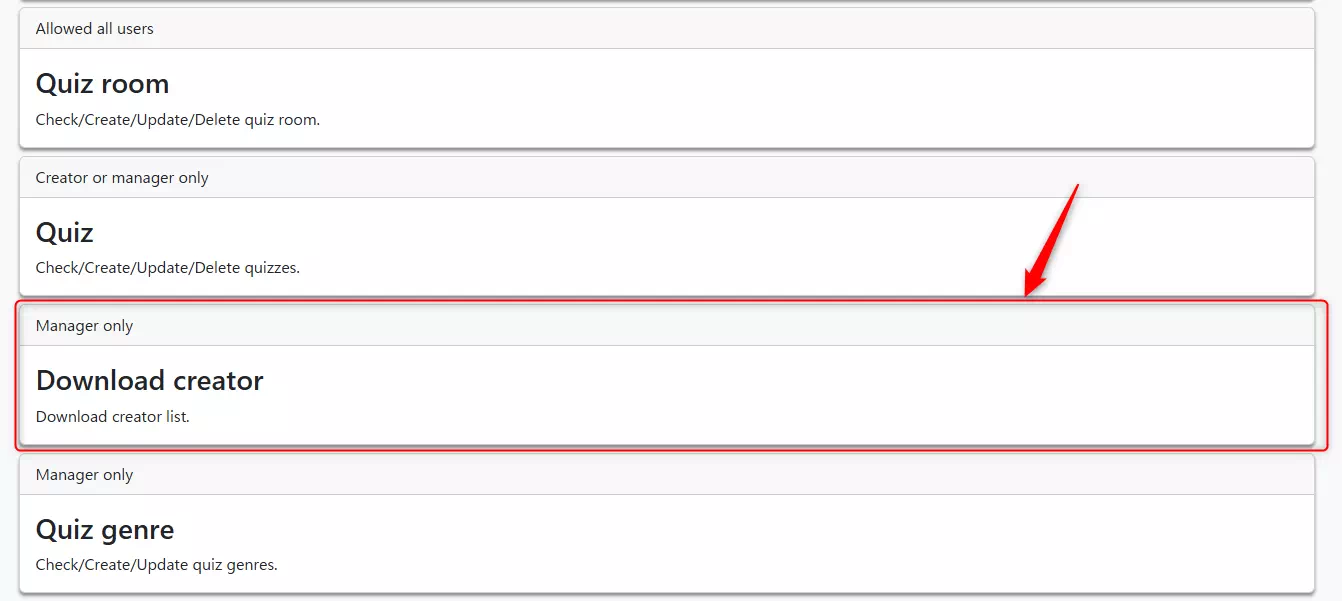 Allowed all users
Quiz room
Check/Create/Update/Delete quiz room.
Creator or manager only
Quiz
Check/Create/Update/Delete quizzes.
Manager only
Download creator
Download creator list.
Manager only
Quiz genre
Check/Create/Update quiz genres.